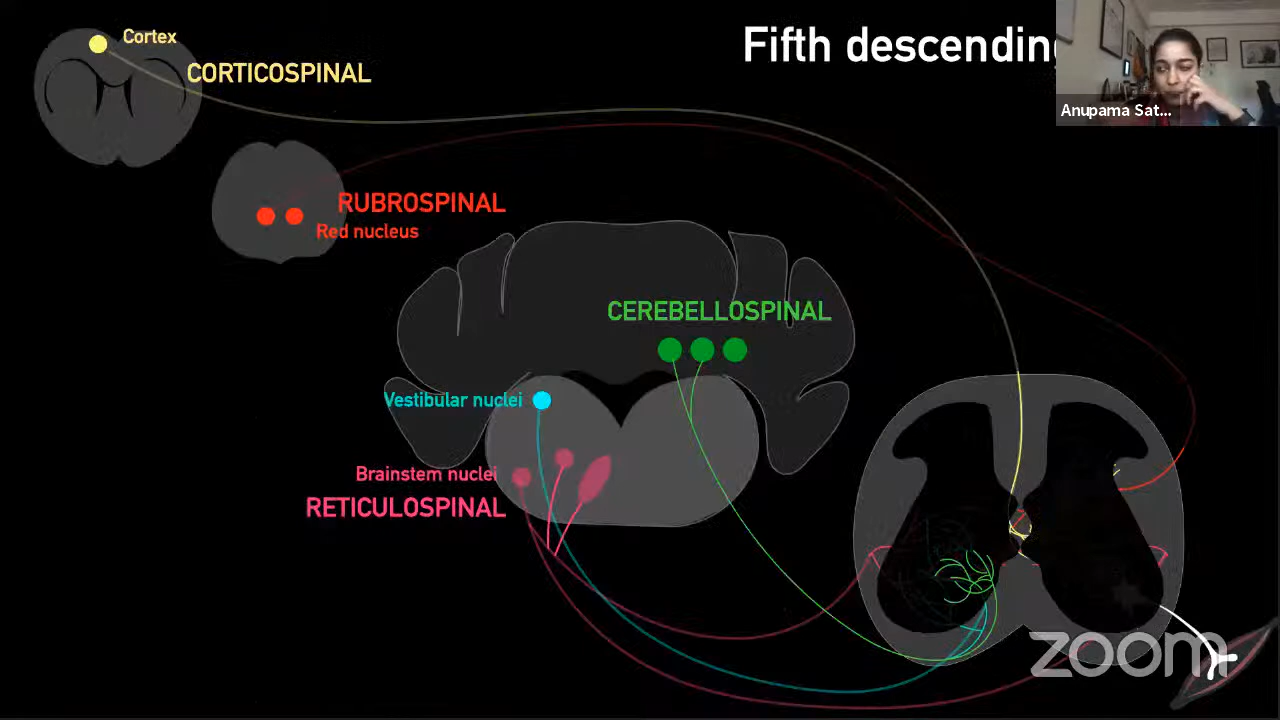 Fifth descending
Anupama Sat...
Cortex
CORTICOSPINAL
RUBROSPINAL
Red nucleus
CEREBELLOSPINAL
Vestibular nuclei
Brainstem nuclei
RETICULOSPINAL
zoom